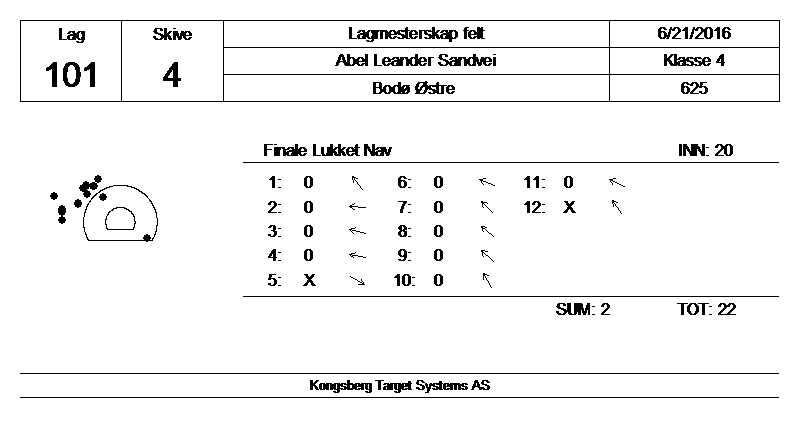 Lag Skive Lagmesterskap felt 6/21/2016
101 4 Abel Leander Sandvei Klasse 4
Bodø Østre 625
Finale Lukket Nav INN: 20
1: 0 6: 0 11: 0
2: 0 7: 0 12: X
3: 0 8: 0
4: 0 9: 0
5: X 10: 0
SUM: 2 TOT: 22
Kongsberg Target Systems AS